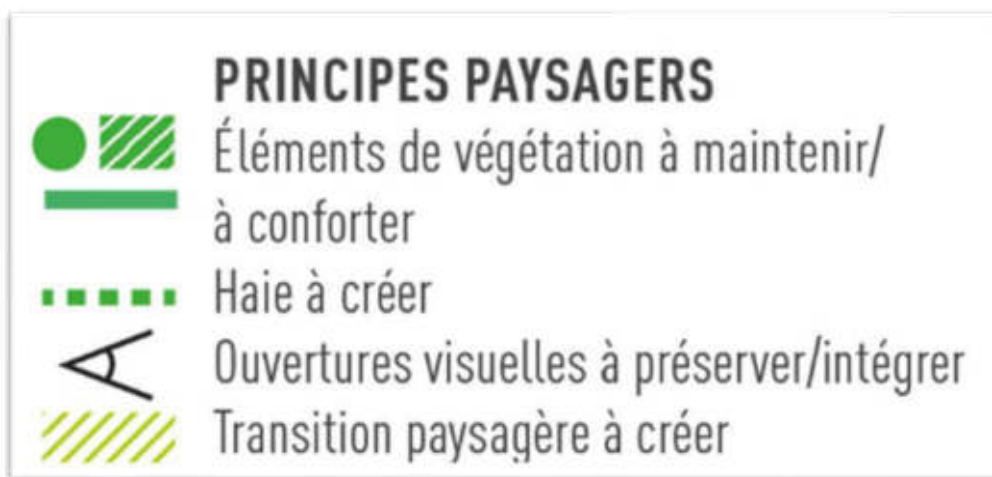 PRINCIPES PAYSAGERS
Éléments de végétation à maintenir/
à conforter
Haie à créer
Ouvertures visuelles à préserver/intégrer
Transition paysagère à créer